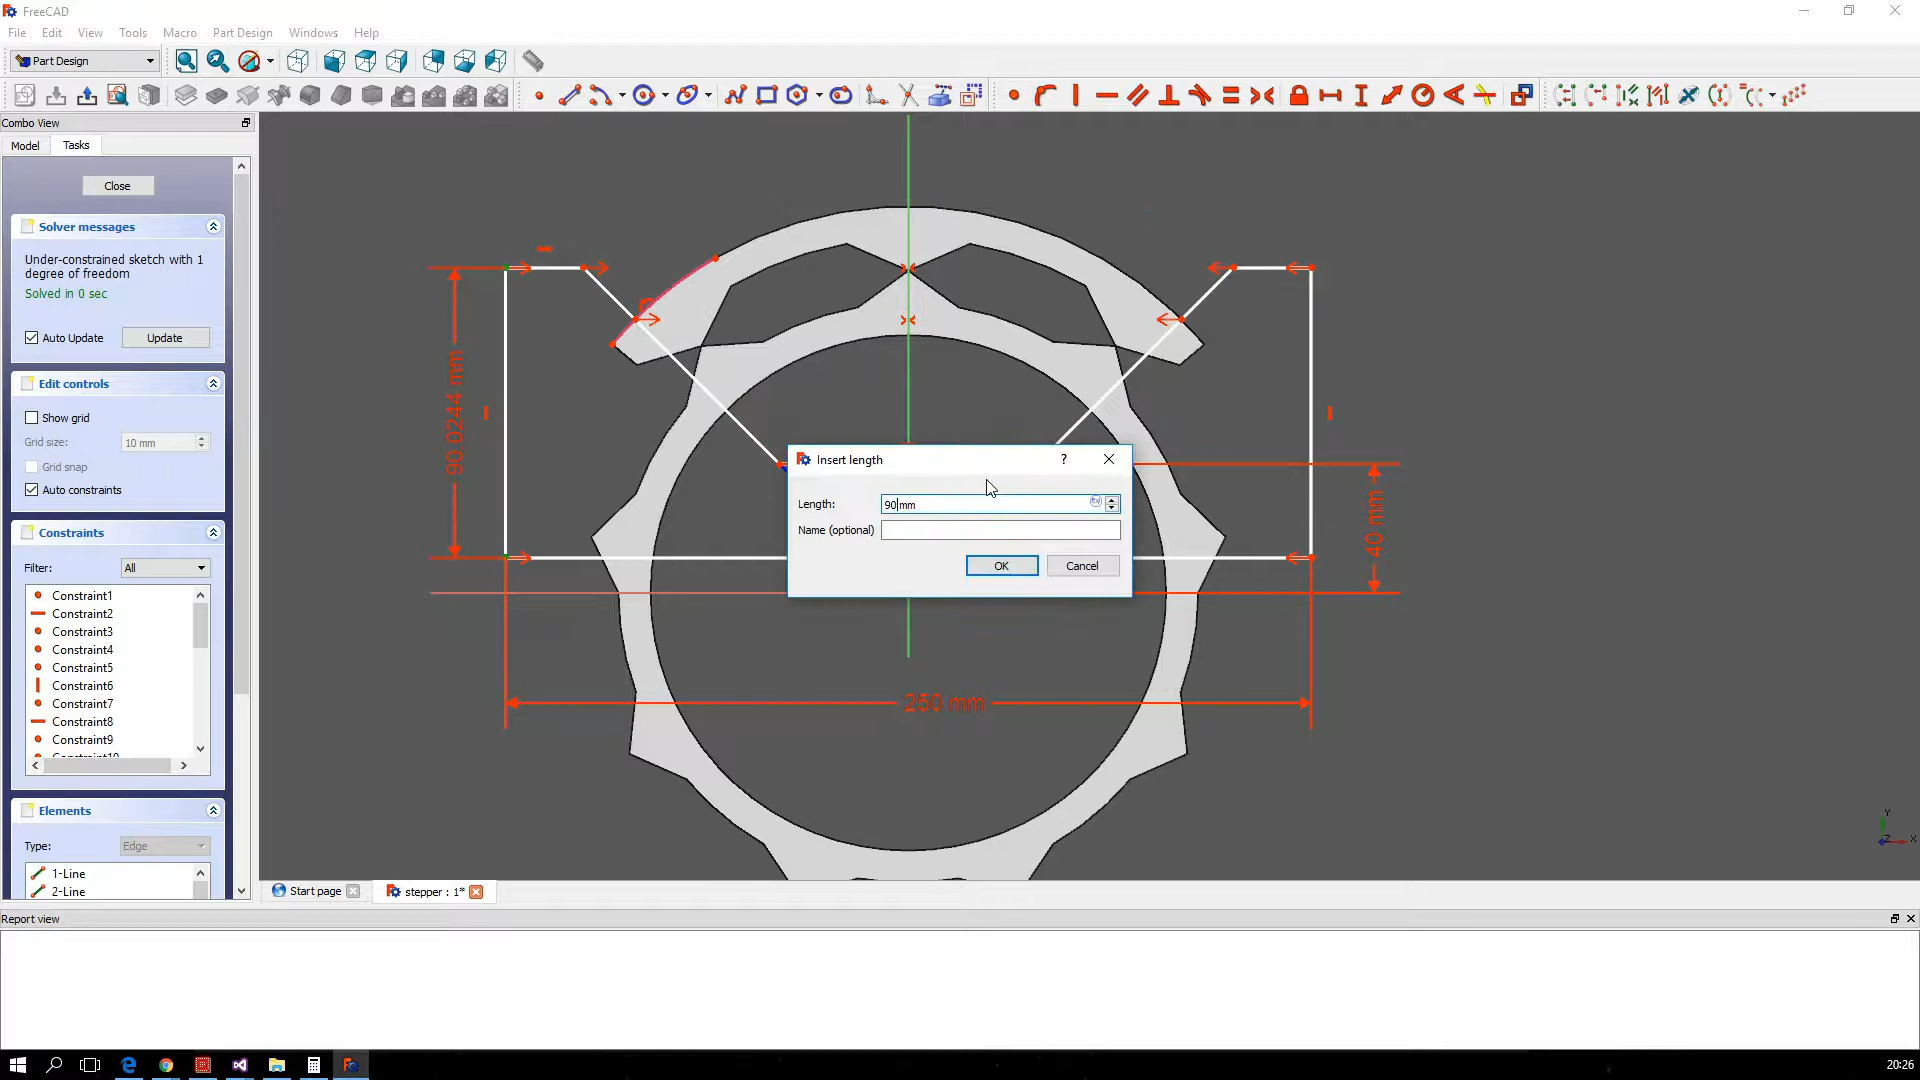 FreeCAD
File Edit View Tools Macro Part Design Windows Help
Part Design
Combo View
Model Tasks
Close
Solver messages
Under-constrained sketch with 1
degree of freedom
Solved in 0 sec
Auto Update Update
Edit controls
Show grid
Grid size: 10 mm
Grid snap
Auto constraints
Constraints
Filter: All
Constraint1
Constraint2
Constraint3
Constraint4
Constraint5
Constraint6
Constraint7
Constraint8
Constraint9
Constraint10
Elements
Type: Edge
1-Line
2-Line
90.0244 mm
Insert length
?
Length: 90mm
Name (optional)
OK Cancel
40 mm
250 mm
Y
Z X
Start page stepper : 1*
Report view
20:26